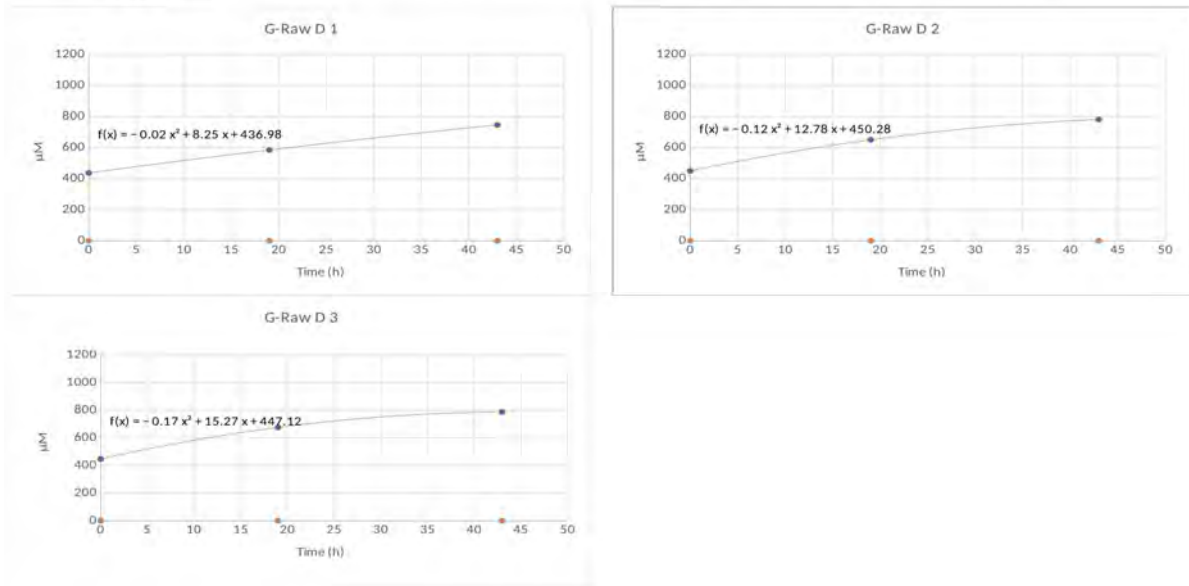 G-Raw D 1
1200
1000
800
f(x) = − 0.02 x² + 8.25 x + 436.98
600
400
200
0
µM
0 5 10 15 20 25 30 35 40 45 50
Time (h)
G-Raw D 2
1200
1000
800
f(x) = − 0.12 x² + 12.78 x + 450.28
600
400
200
0
µM
0 5 10 15 20 25 30 35 40 45 50
Time (h)
G-Raw D 3
1200
1000
800
f(x) = − 0.17 x² + 15.27 x + 447.12
600
400
200
0
µM
0 5 10 15 20 25 30 35 40 45 50
Time (h)